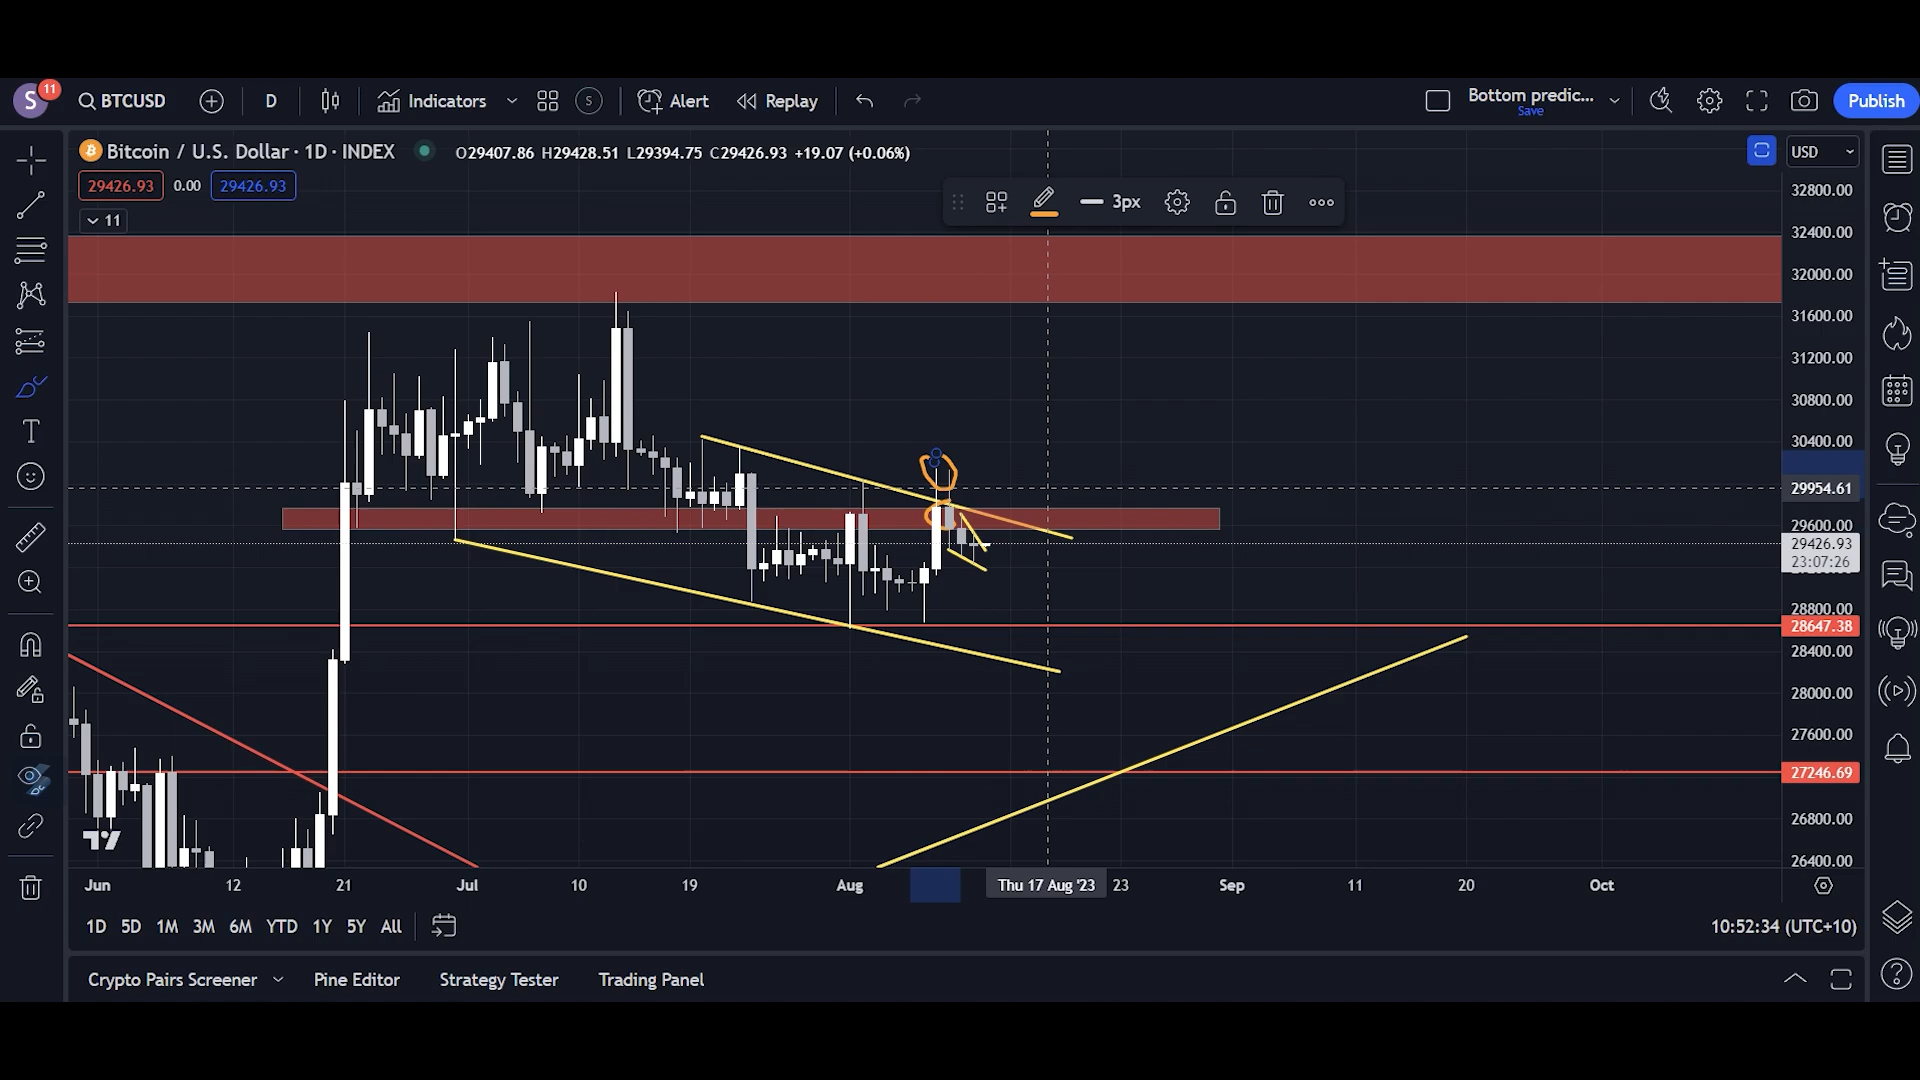 S 11 BTCUSD D Indicators S Alert Replay Bottom predic... Save Publish
Bitcoin / U.S. Dollar · 1D · INDEX O29407.86 H29428.51 L29394.75 C29426.93 +19.07 (+0.06%) USD
29426.93 0.00 29426.93
3px
11
32800.00
32400.00
32000.00
31600.00
31200.00
30800.00
30400.00
29954.61
29600.00
29426.93
23:07:26
28800.00
28647.38
28400.00
28000.00
27600.00
27246.69
26800.00
26400.00
Jun 12 21 Jul 10 19 Aug Thu 17 Aug '23 23 Sep 11 20 Oct
1D 5D 1M 3M 6M YTD 1Y 5Y All 10:52:34 (UTC+10)
Crypto Pairs Screener Pine Editor Strategy Tester Trading Panel